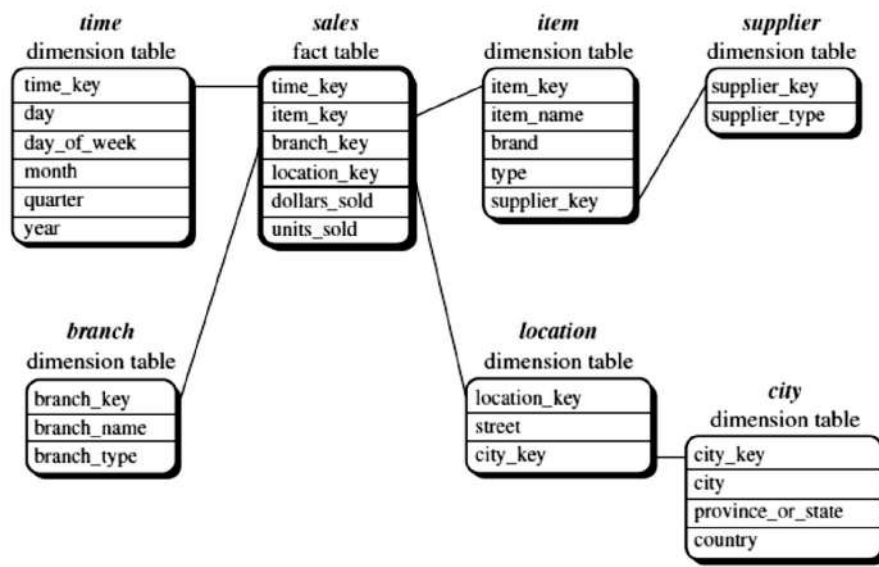 time
dimension table
time_key
day
day_of_week
month
quarter
year
sales
fact table
time_key
item_key
branch_key
location_key
dollars_sold
units_sold
item
dimension table
item_key
item_name
brand
type
supplier_key
supplier
dimension table
supplier_key
supplier_type
branch
dimension table
branch_key
branch_name
branch_type
location
dimension table
location_key
street
city_key
city
dimension table
city_key
city
province_or_state
country